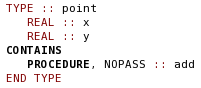 TYPE :: point
   REAL :: x
   REAL :: y
CONTAINS
   PROCEDURE, NOPASS :: add
END TYPE